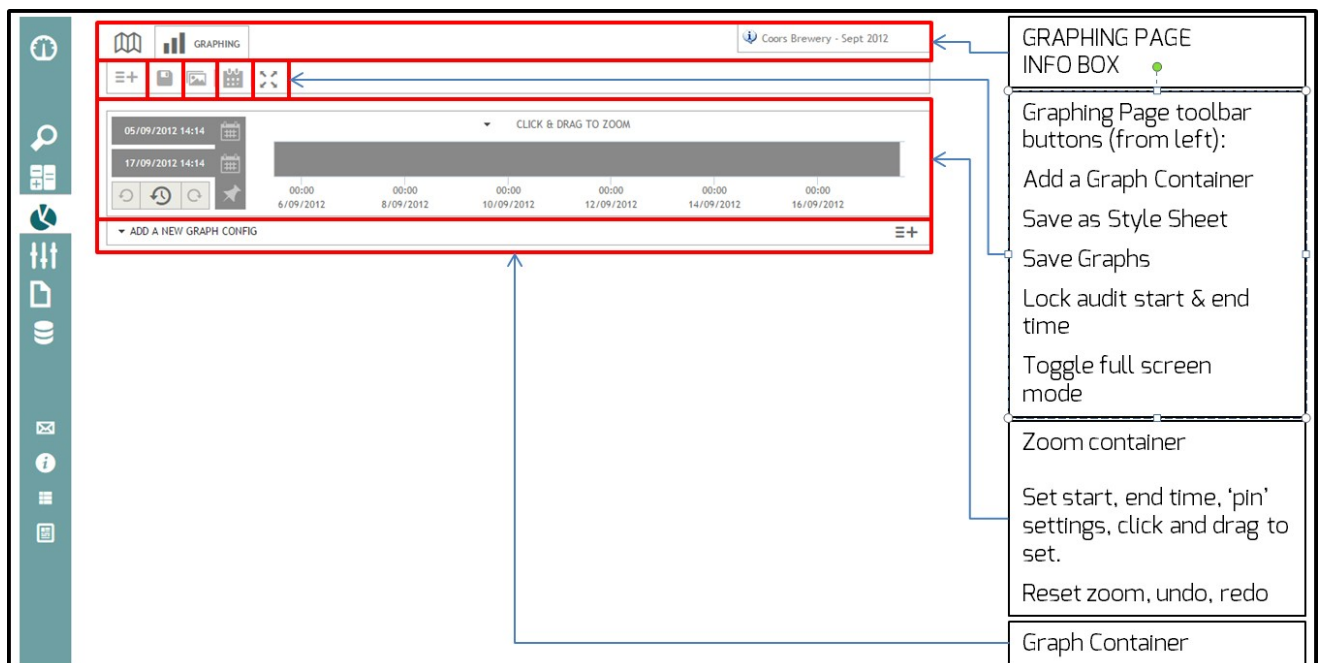 GRAPHING
Coors Brewery - Sept 2012
05/09/2012 14:14
CLICK & DRAG TO ZOOM
17/09/2012 14:14
00:00 00:00 00:00 00:00 00:00 00:00
6/09/2012 8/09/2012 10/09/2012 12/09/2012 14/09/2012 16/09/2012
ADD A NEW GRAPH CONFIG
GRAPHING PAGE
INFO BOX
Graphing Page toolbar
buttons (from left):
Add a Graph Container
Save as Style Sheet
Save Graphs
Lock audit start & end
time
Toggle full screen
mode
Zoom container
Set start, end time, ‘pin’
settings, click and drag to
set.
Reset zoom, undo, redo
Graph Container